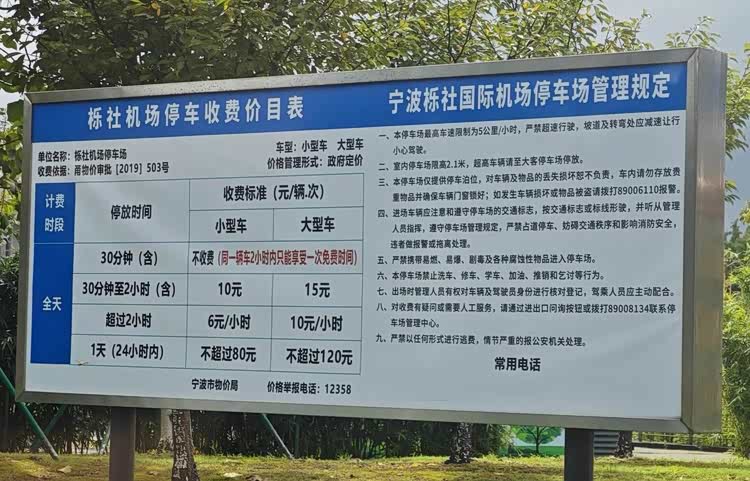 栎社机场停车收费价目表
单位名称：栎社机场停车场
车型：小型车 大型车
收费依据：甬物价审批［2019］503号
价格管理形式：政府定价
计费时段
停放时间
收费标准（元/辆.次）
小型车
大型车
全天
30分钟（含）
不收费（同一辆车2小时内只能享受一次免费时间）
30分钟至2小时（含）
10元
15元
超过2小时
6元/小时
10元/小时
1天（24小时内）
不超过80元
不超过120元
宁波市物价局
价格举报电话：12358
宁波栎社国际机场停车场管理规定
一、本停车场最高车速限制为5公里/小时，严禁超速行驶，坡道及转弯处应减速让行
小心驾驶。
二、室内停车场限高2.1米，超高车辆请至大客停车场停放。
三、本停车场仅提供停车泊位，对车辆及物品的丢失损坏恕不负责，车内请勿存放贵
重物品并确保车辆门窗锁好；如发生车辆损坏或物品被盗请拨打89006110报警。
四、进场车辆应注意和遵守停车场的交通标志，按交通标志或标线形驶，并听从管理
人员指挥，遵守停车场管理规定，严禁占道停车、妨碍交通秩序和影响消防安全，
违者做报警或拖离处理。
五、严禁携带易燃、易爆、剧毒及各种腐蚀性物品进入停车场。
六、本停车场禁止洗车、修车、学车、加油、推销和乞讨等行为。
七、出场时管理人员有权对车辆及驾驶员身份进行核对登记，驾乘人员应主动配合。
八、对收费有疑问或需要人工服务，请通过进出口问询按钮或拨打89008134联系停
车场管理中心。
九、严禁以任何形式进行逃费，情节严重的报公安机关处理。
常用电话